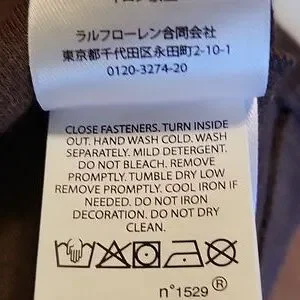 ラルフローレン合同会社
東京都千代田区永田町2-10-1
0120-3274-20
CLOSE FASTENERS. TURN INSIDE
OUT. HAND WASH COLD. WASH
SEPARATELY. MILD DETERGENT.
DO NOT BLEACH. REMOVE
PROMPTLY. TUMBLE DRY LOW
REMOVE PROMPTLY. COOL IRON IF
NEEDED. DO NOT IRON
DECORATION. DO NOT DRY
CLEAN.
n°1529 ®